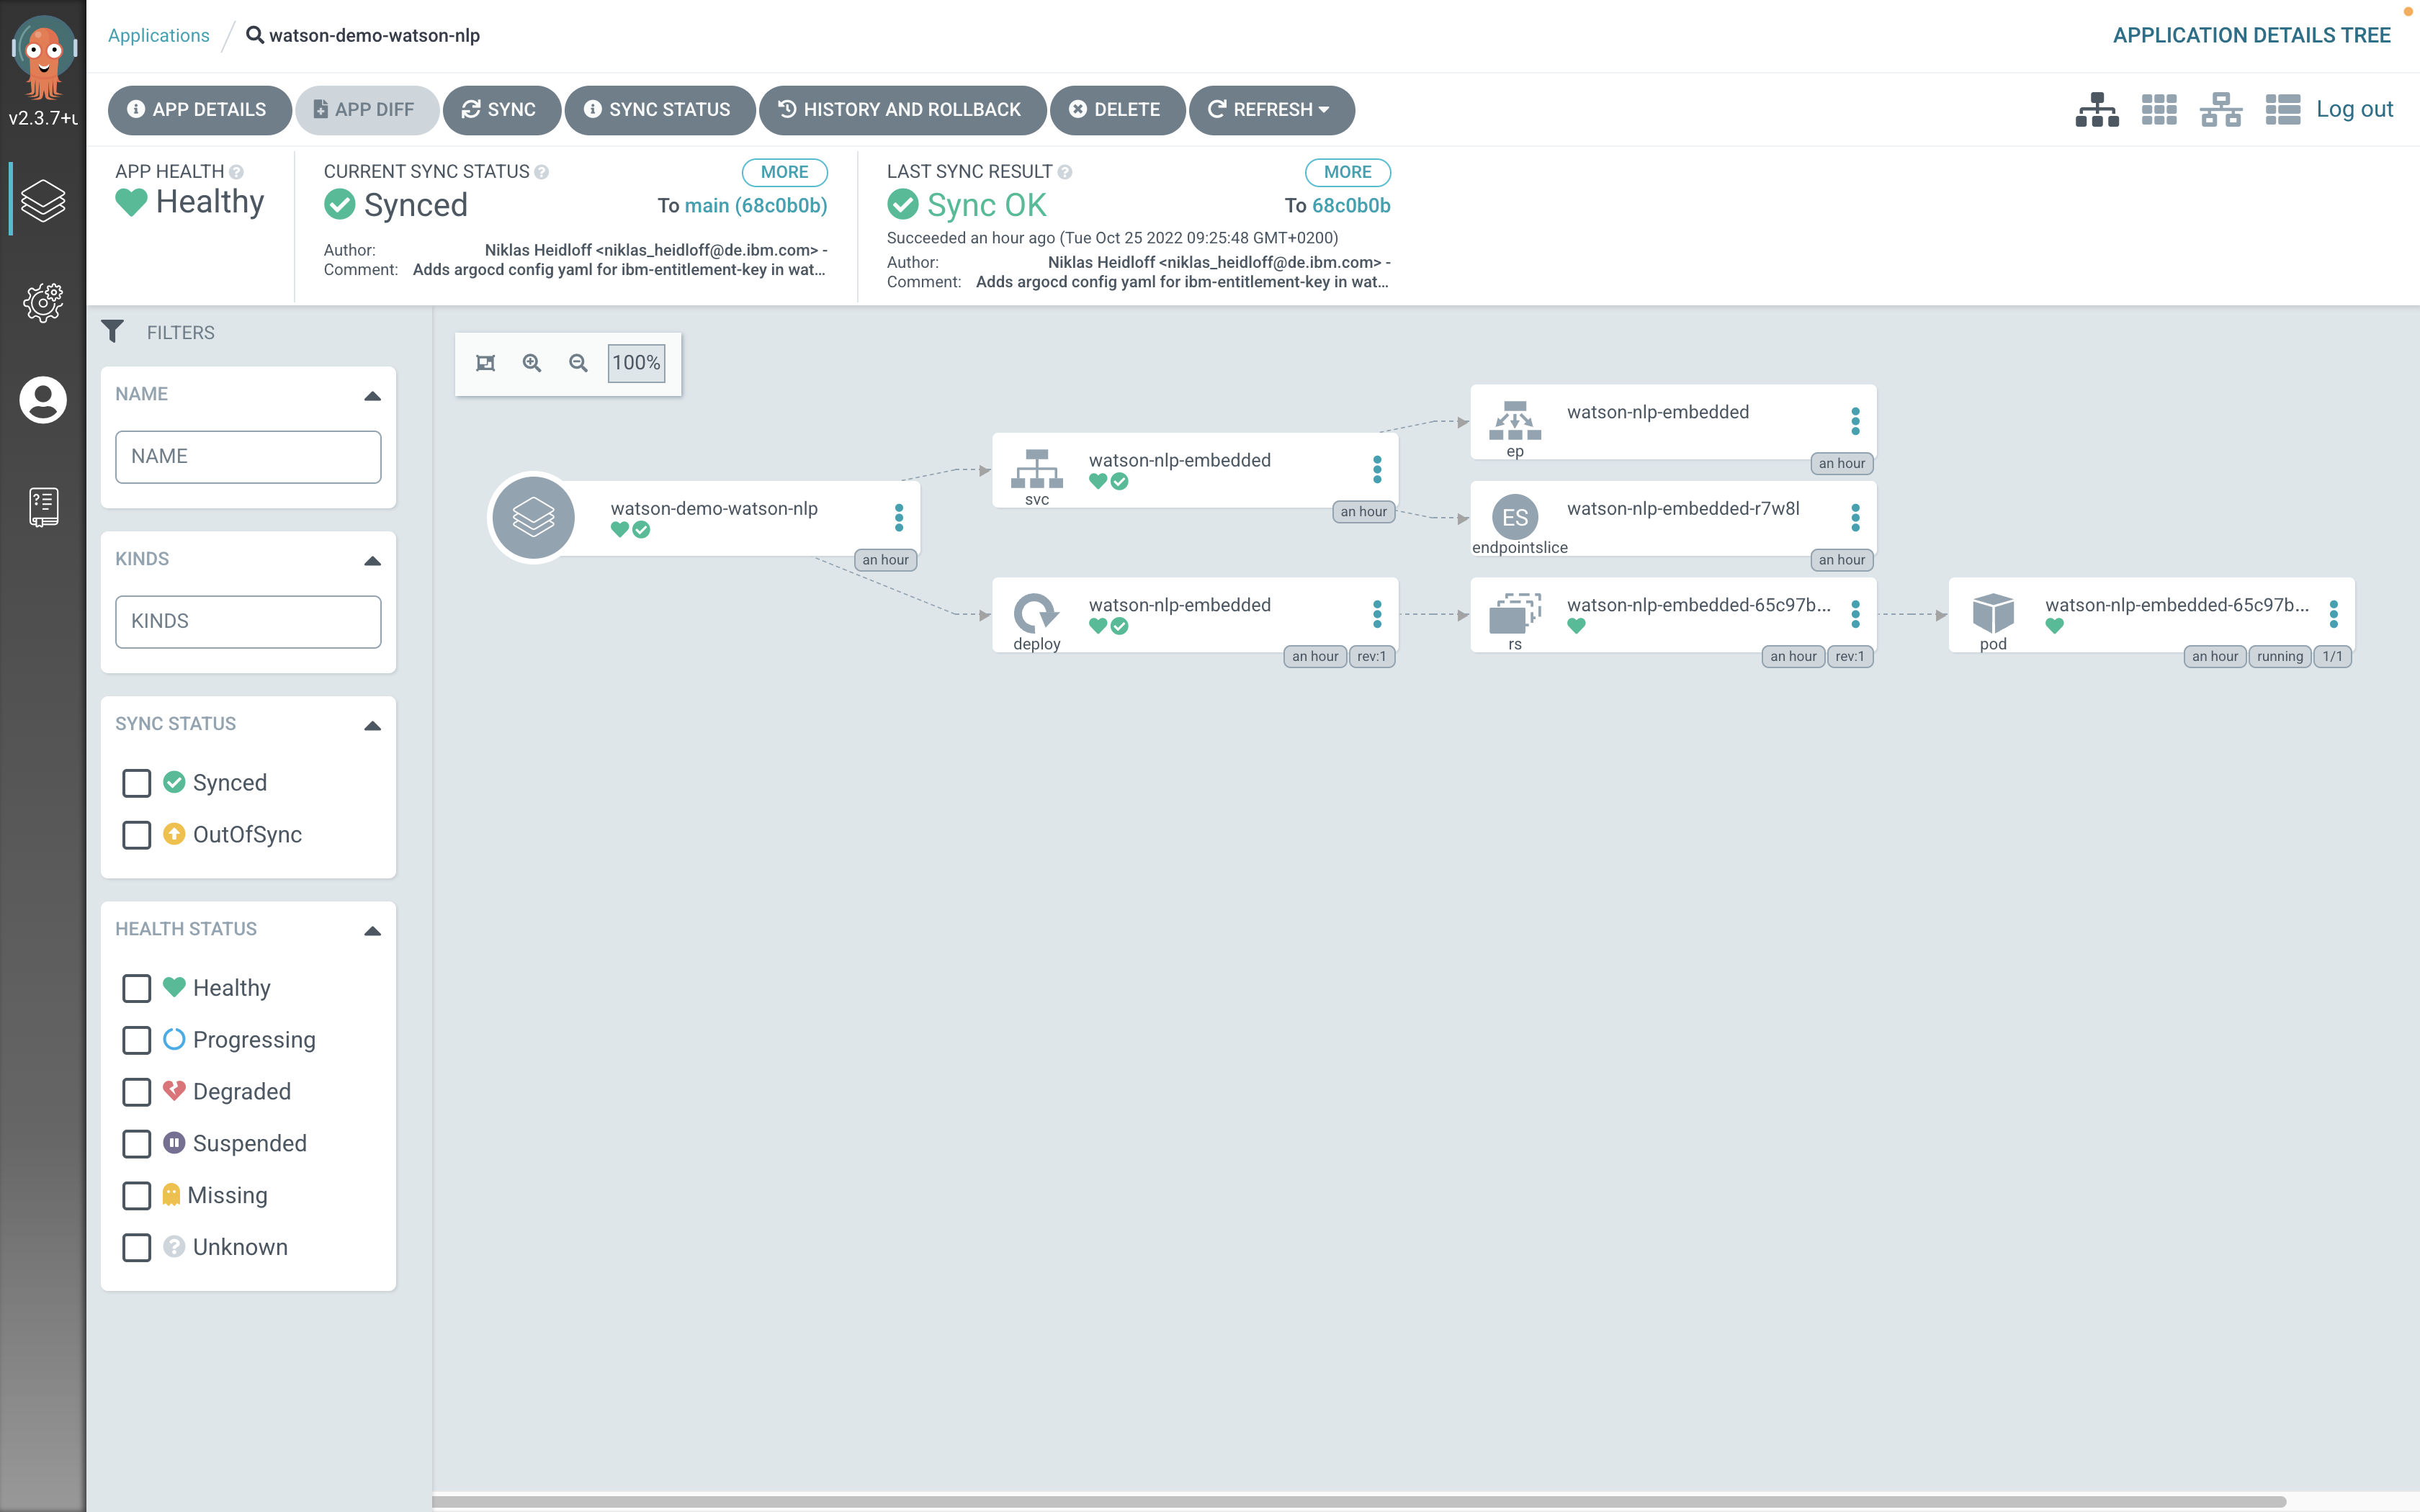 Applications / watson-demo-watson-nlp
APPLICATION DETAILS TREE
v2.3.7+u
APP DETAILS
APP DIFF
SYNC
SYNC STATUS
HISTORY AND ROLLBACK
DELETE
REFRESH
Log out
APP HEALTH
Healthy
CURRENT SYNC STATUS
MORE
Synced
To main (68c0b0b)
Author: Niklas Heidloff <niklas_heidloff@de.ibm.com> -
Comment: Adds argocd config yaml for ibm-entitlement-key in wat...
LAST SYNC RESULT
MORE
Sync OK
To 68c0b0b
Succeeded an hour ago (Tue Oct 25 2022 09:25:48 GMT+0200)
Author: Niklas Heidloff <niklas_heidloff@de.ibm.com> -
Comment: Adds argocd config yaml for ibm-entitlement-key in wat...
FILTERS
NAME
NAME
KINDS
KINDS
SYNC STATUS
Synced
OutOfSync
HEALTH STATUS
Healthy
Progressing
Degraded
Suspended
Missing
Unknown
100%
watson-demo-watson-nlp
an hour
watson-nlp-embedded
svc
an hour
watson-nlp-embedded
ep
an hour
ES
watson-nlp-embedded-r7w8l
endpointslice
an hour
watson-nlp-embedded
deploy
an hour
rev:1
watson-nlp-embedded-65c97b...
rs
an hour
rev:1
watson-nlp-embedded-65c97b...
pod
an hour
running
1/1